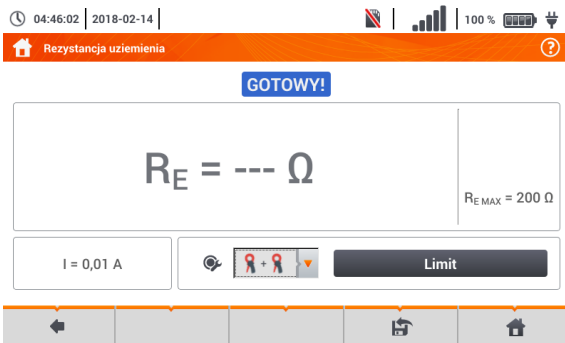 04:46:02 2018-02-14 100 %
Rezystancja uziemienia ?
GOTOWY!
RE = --- Ω
RE MAX = 200 Ω
I = 0,01 A
+
Limit